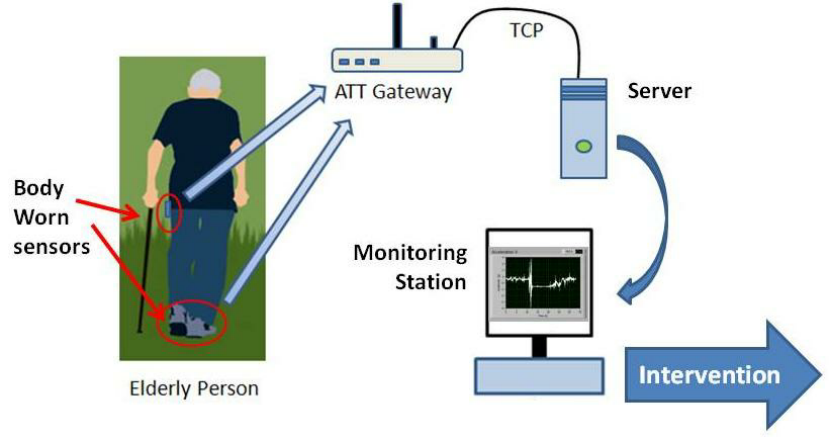 TCP
ATT Gateway
Server
Body
Worn
sensors
Monitoring
Station
Intervention
Elderly Person